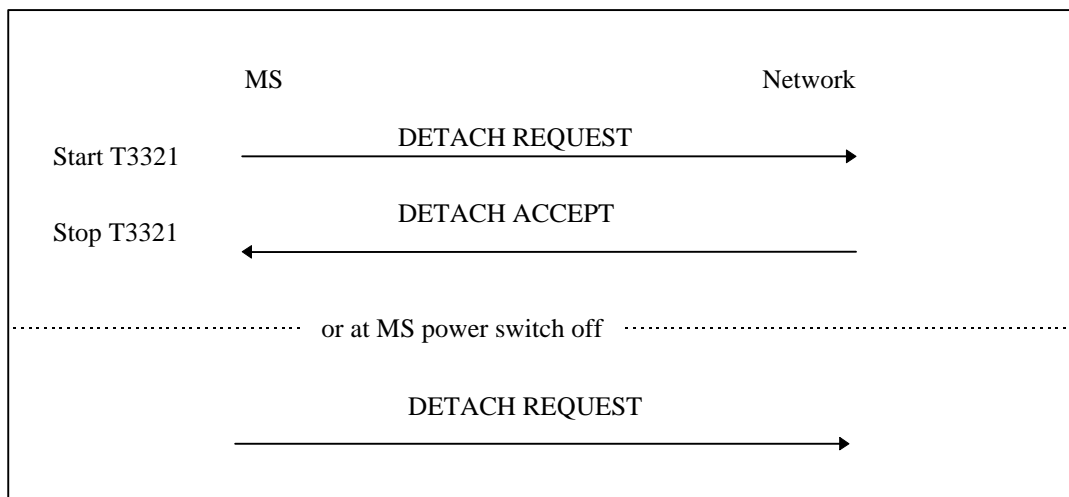 MS
Network
DETACH REQUEST
Start T3321
DETACH ACCEPT
Stop T3321
or at MS power switch off
DETACH REQUEST